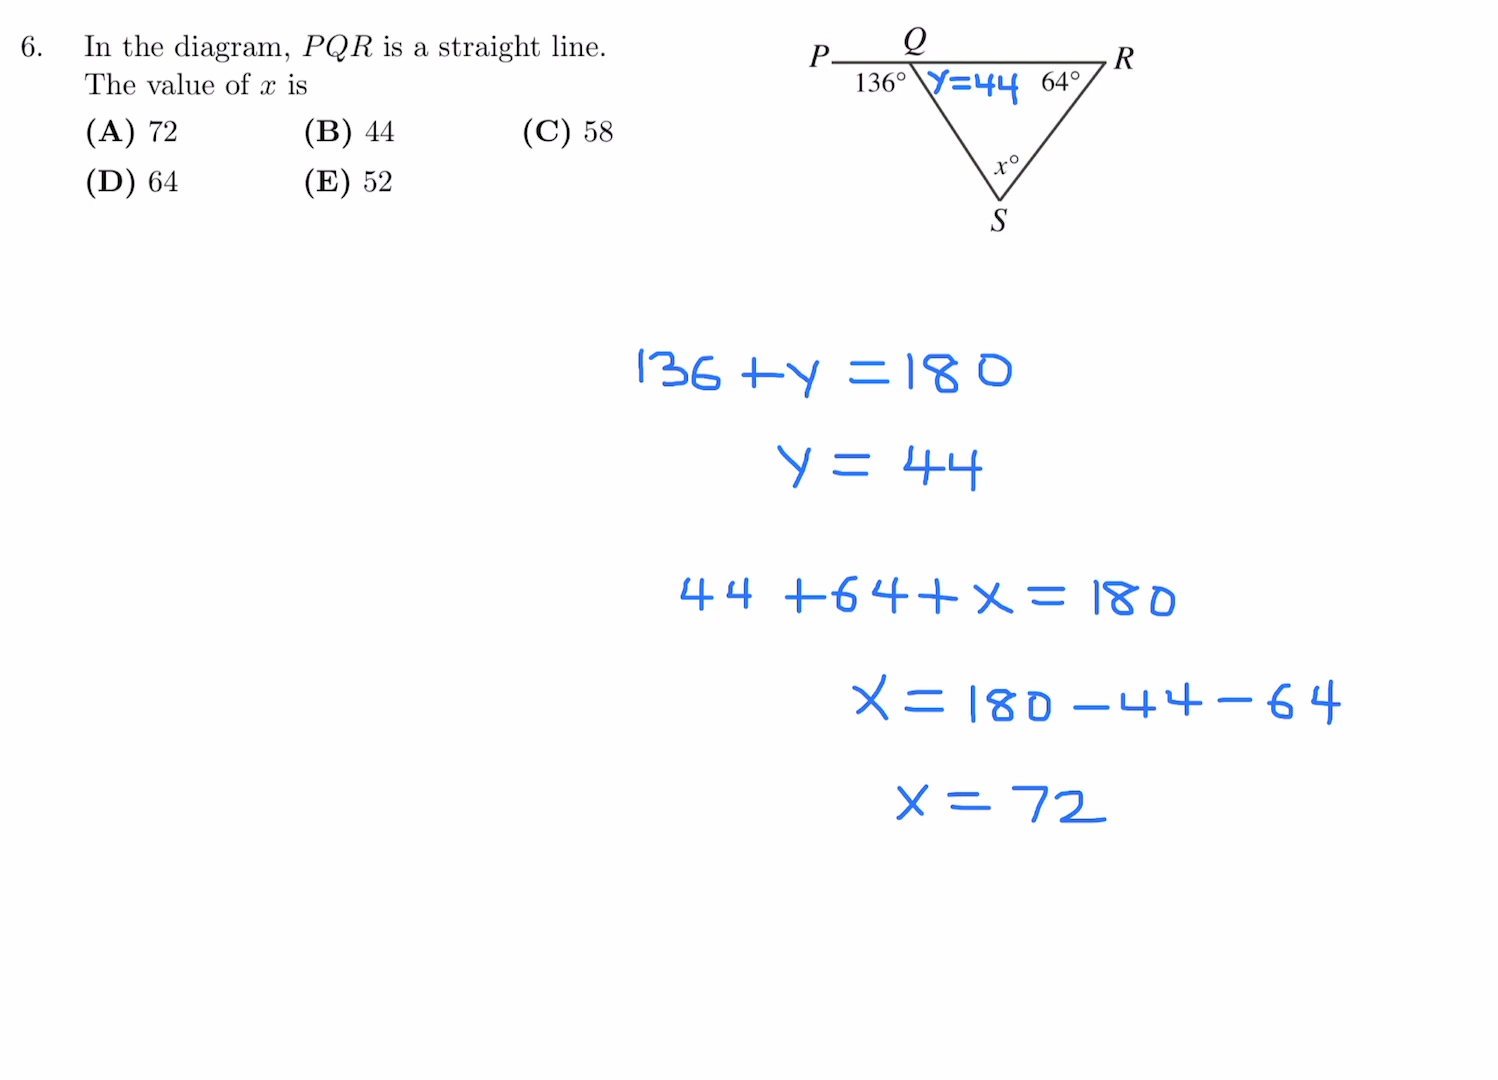 6. In the diagram, PQR is a straight line.
The value of x is
(A) 72 (B) 44 (C) 58
(D) 64 (E) 52
P Q R
136° y=44 64°
x°
S
136 + y = 180
y = 44
44 + 64 + x = 180
x = 180 - 44 - 64
x = 72